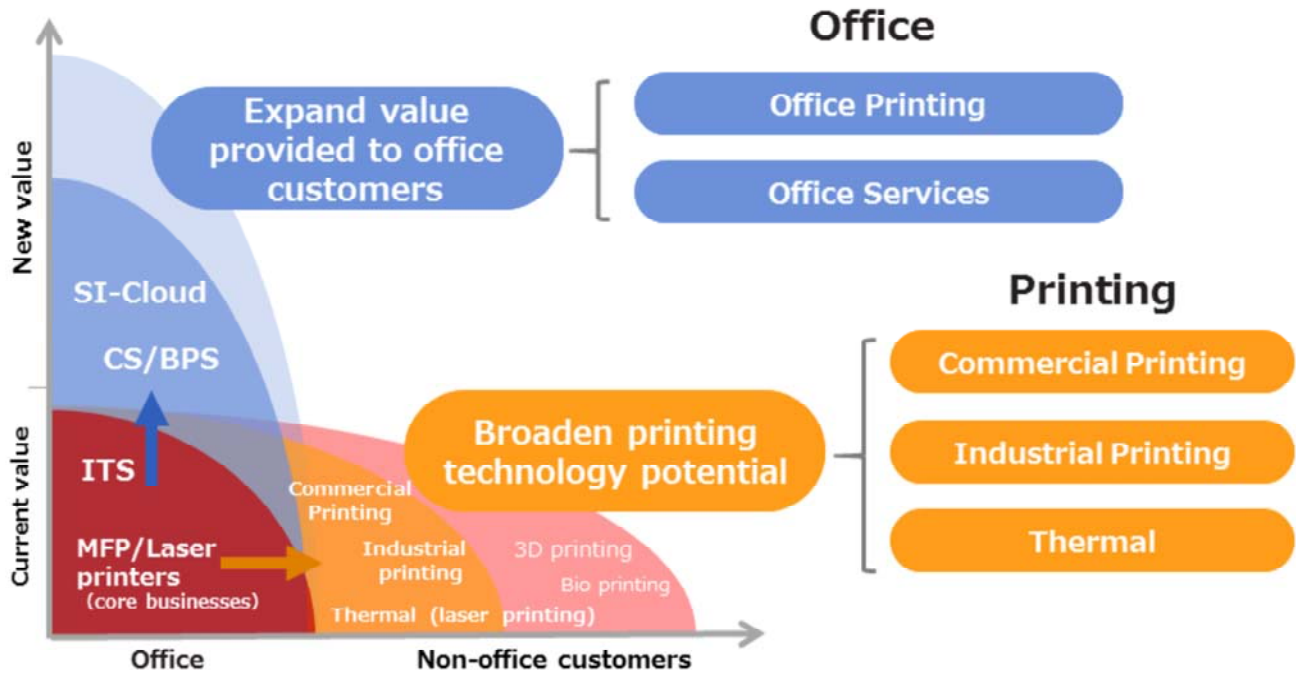 Office
Expand value
provided to office
customers
Office Printing
Office Services
New value
SI-Cloud
CS/BPS
Printing
Commercial Printing
Industrial Printing
Thermal
Broaden printing
technology potential
Current value
ITS
MFP/Laser
printers
(core businesses)
Commercial
Printing
Industrial
printing
Thermal (laser printing)
3D printing
Bio printing
Office
Non-office customers